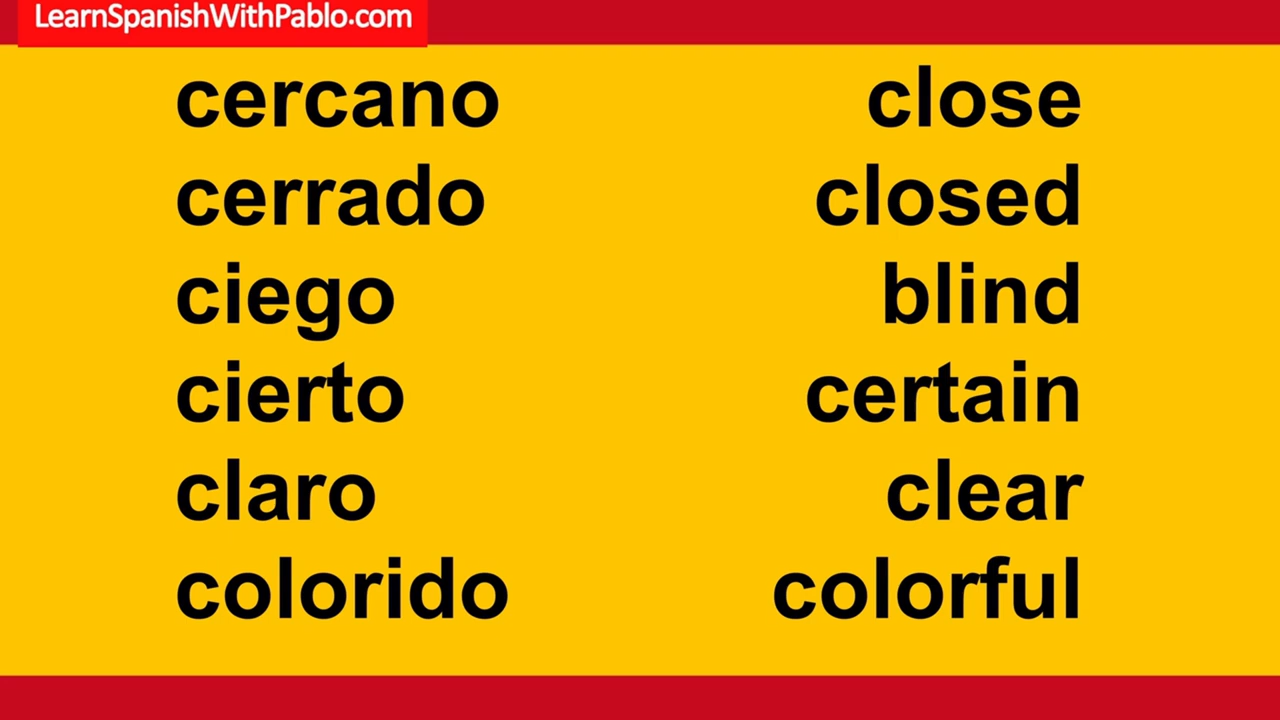 LearnSpanishWithPablo.com
cercano close
cerrado closed
ciego blind
cierto certain
claro clear
colorido colorful